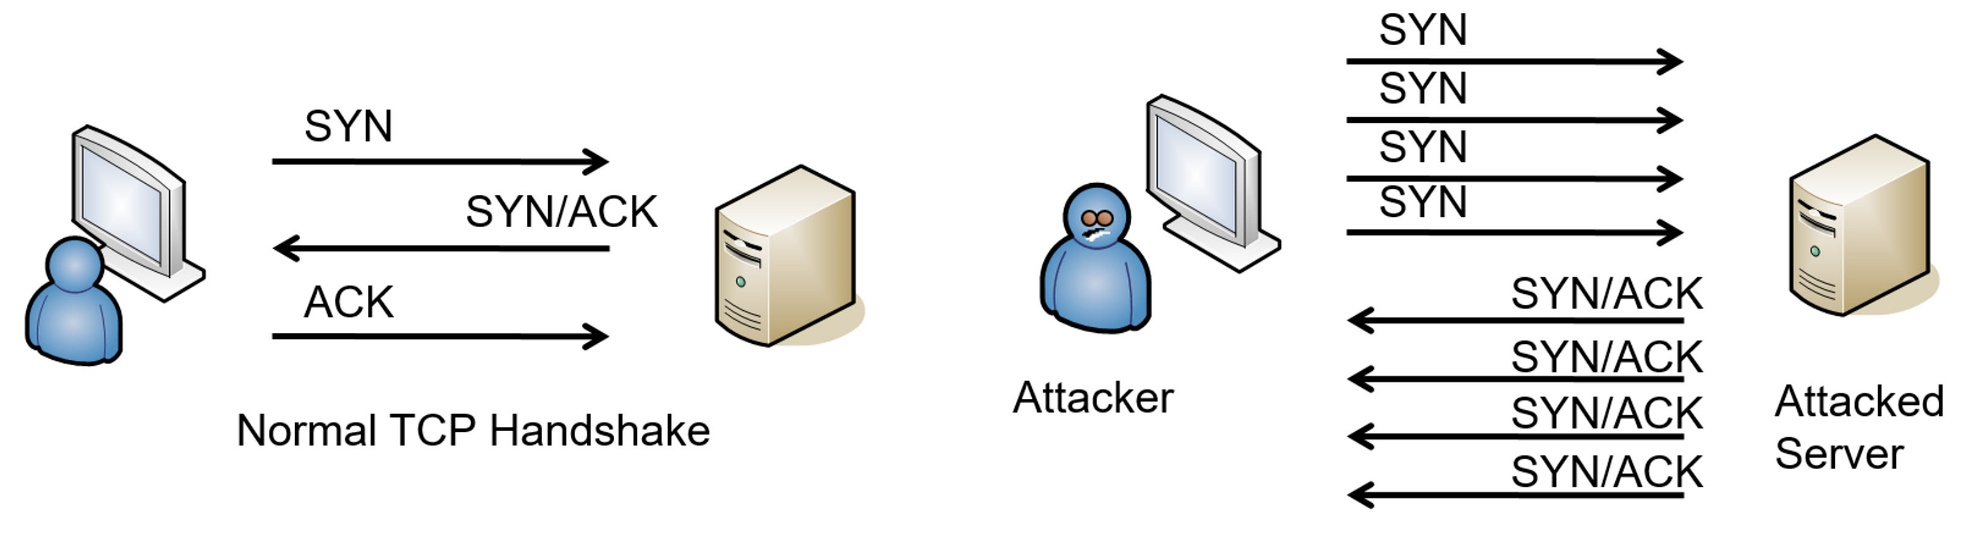 SYN
SYN/ACK
ACK
Normal TCP Handshake
SYN
SYN
SYN
SYN
SYN/ACK
SYN/ACK
SYN/ACK
SYN/ACK
Attacker
Attacked
Server